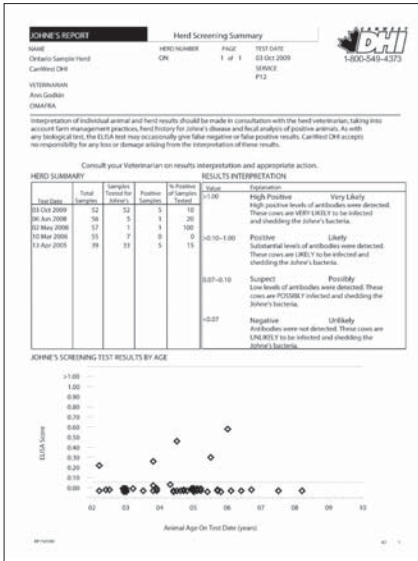 JOHNE'S REPORT
Herd Screening Summary
DHI
1-800-549-4373
NAME HERD NUMBER PAGE TEST DATE
Ontario Sample Herd ON 1 of 1 03 Oct 2009
CanWest DHI SERVICE
P12
VETERINARIAN
Ann Godkin
OMAFRA
Interpretation of individual animal and herd results should be made in consultation with the herd veterinarian, taking into
account farm management practices, herd history for Johne's disease and fecal analysis of positive animals. As with
any biological test, the ELISA test may occasionally give false negative or false positive results. CanWest DHI accepts
no responsibility for any loss or damage arising from the interpretation of these results.
Consult your Veterinarian on results interpretation and appropriate action.
HERD SUMMARY
Test Date Total Samples Samples Tested for Johne's Positive Samples % Positive of Samples Tested
03 Oct 2009 52 52 5 10
06 Jun 2008 56 5 1 20
02 May 2006 57 1 1 100
10 Mar 2006 55 7 0 0
13 Apr 2005 39 33 5 15
RESULTS INTERPRETATION
Value Explanation
>1.00 High Positive Very Likely
High positive levels of antibodies were detected.
These cows are VERY LIKELY to be infected
and shedding the Johne's bacteria.
>0.10-1.00 Positive Likely
Substantial levels of antibodies were detected.
These cows are LIKELY to be infected and
shedding the Johne's bacteria.
0.07-0.10 Suspect Possibly
Low levels of antibodies were detected. These
cows are POSSIBLY infected and shedding the
Johne's bacteria.
<0.07 Negative Unlikely
Antibodies were not detected. These cows are
UNLIKELY to be infected and shedding the
Johne's bacteria.
JOHNE'S SCREENING TEST RESULTS BY AGE
ELISA Score
>1.00
1.00
0.90
0.80
0.70
0.60
0.50
0.40
0.30
0.20
0.10
0.00
02 03 04 05 06 07 08 09 10
Animal Age On Test Date (years)